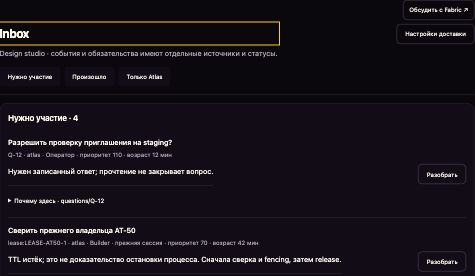 Обсудить с Fabric ↗
Inbox
Настройки доставки
Design studio · события и обязательства имеют отдельные источники и статусы.
Нужно участие
Произошло
Только Atlas
Нужно участие · 4
Разрешить проверку приглашения на staging?
Q-12 · atlas · Оператор · приоритет 110 · возраст 12 мин
Нужен записанный ответ; прочтение не закрывает вопрос.
Разобрать
▸ Почему здесь · questions/Q-12
Сверить прежнего владельца AT-50
lease:LEASE-AT50-1 · atlas · Builder · прежняя сессия · приоритет 70 · возраст 42 мин
TTL истёк; это не доказательство остановки процесса. Сначала сверка и fencing, затем release.
Разобрать